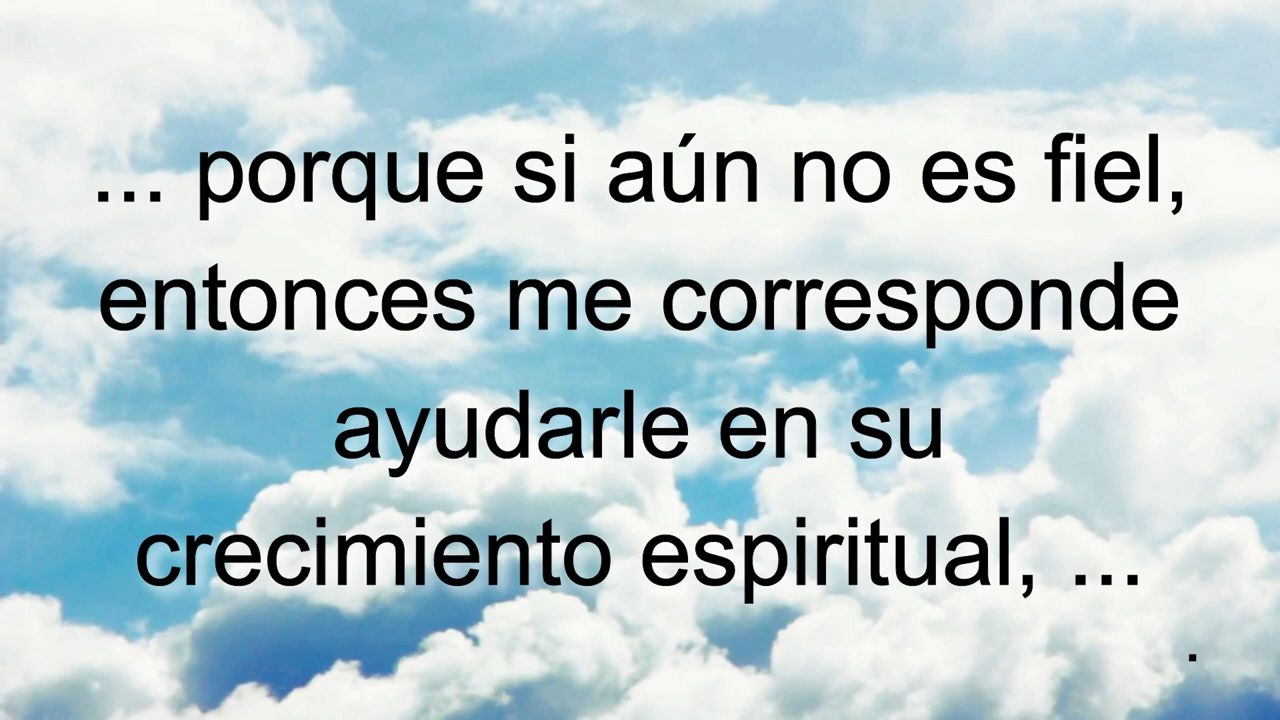 ... porque si aún no es fiel,
entonces me corresponde
ayudarle en su
crecimiento espiritual, ...
.